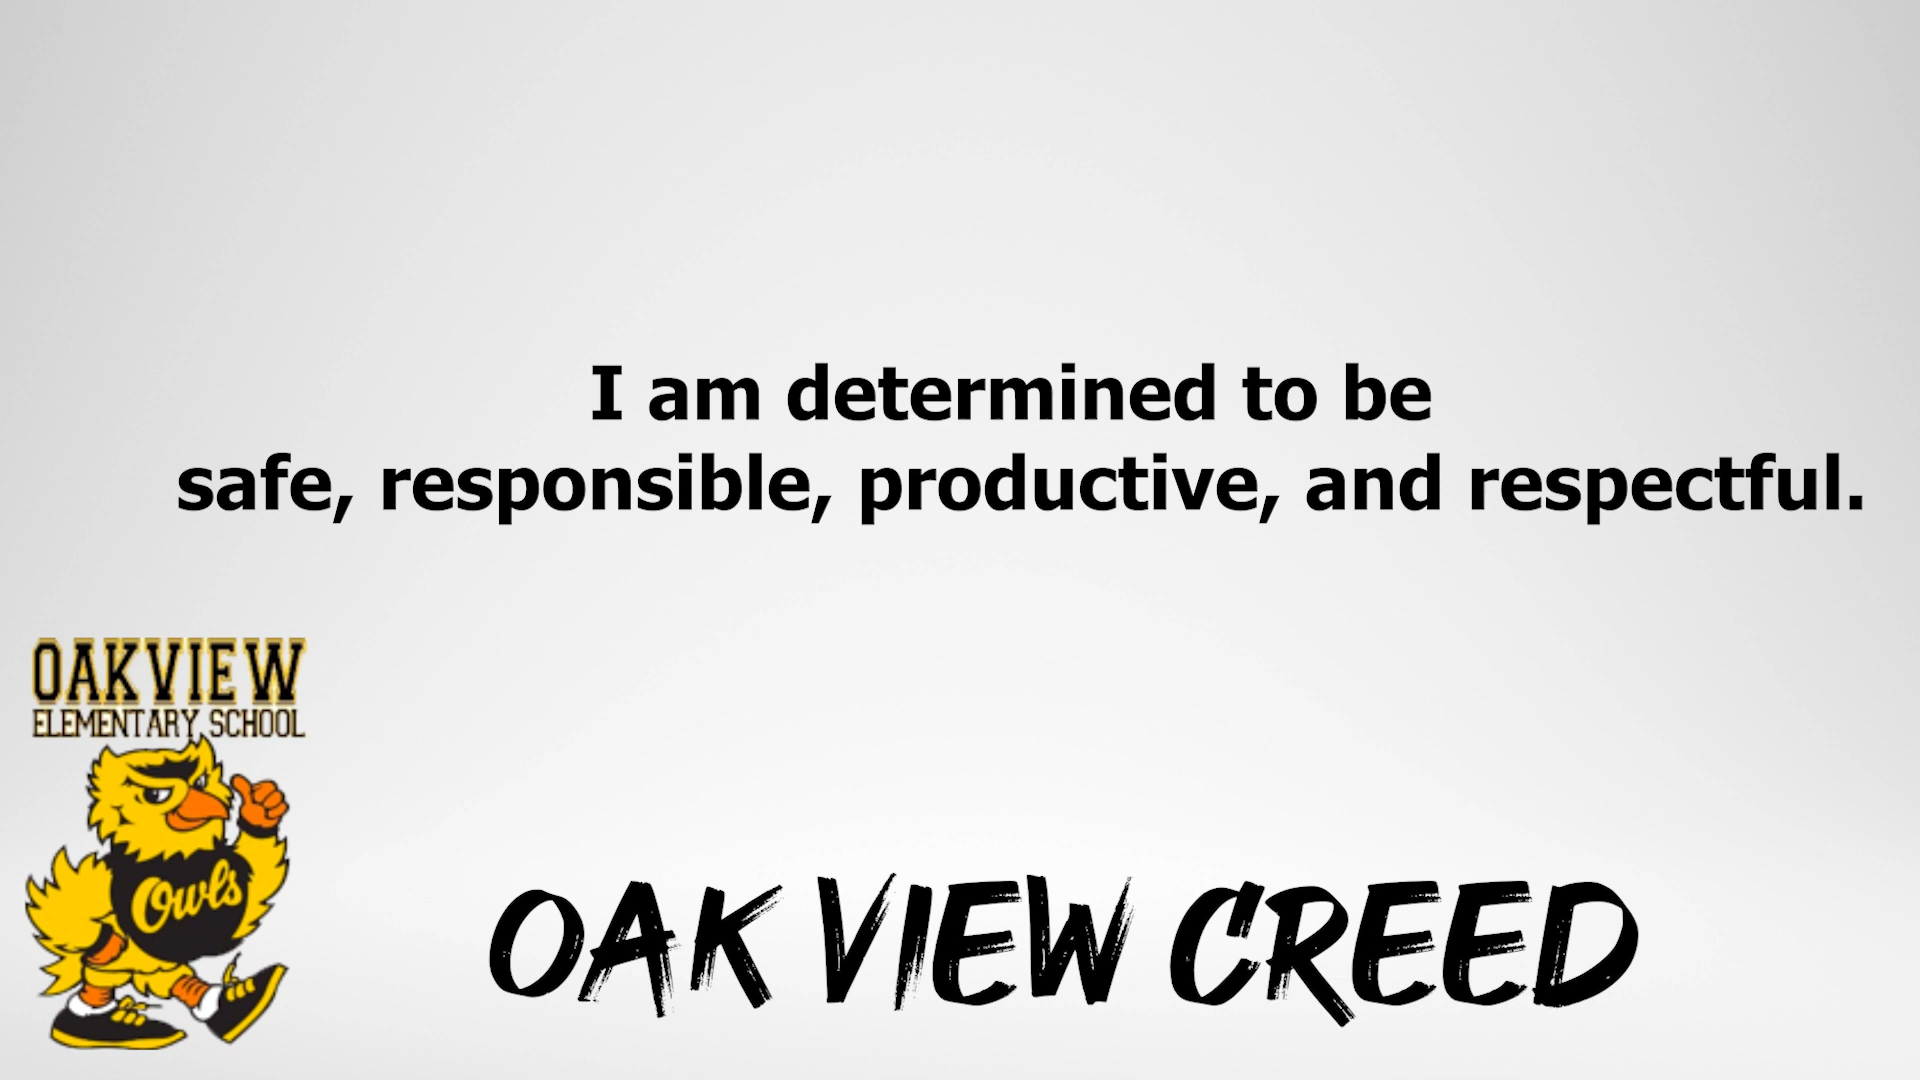 I am determined to be
safe, responsible, productive, and respectful.
OAKVIEW
ELEMENTARY SCHOOL
Owls
OAK VIEW CREED